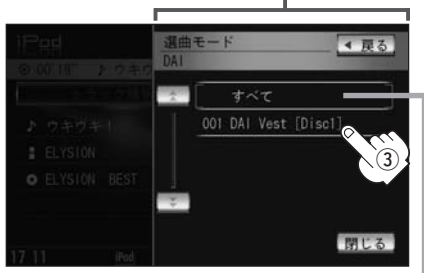 iPod
選曲モード
DAI
戻る
00'18" ♪ウキウ
すべて
♪ ウキウキ!
001 DAI Vest [Disc1]
ELYSION
③
ELYSION BEST
閉じる
17 11 iPod